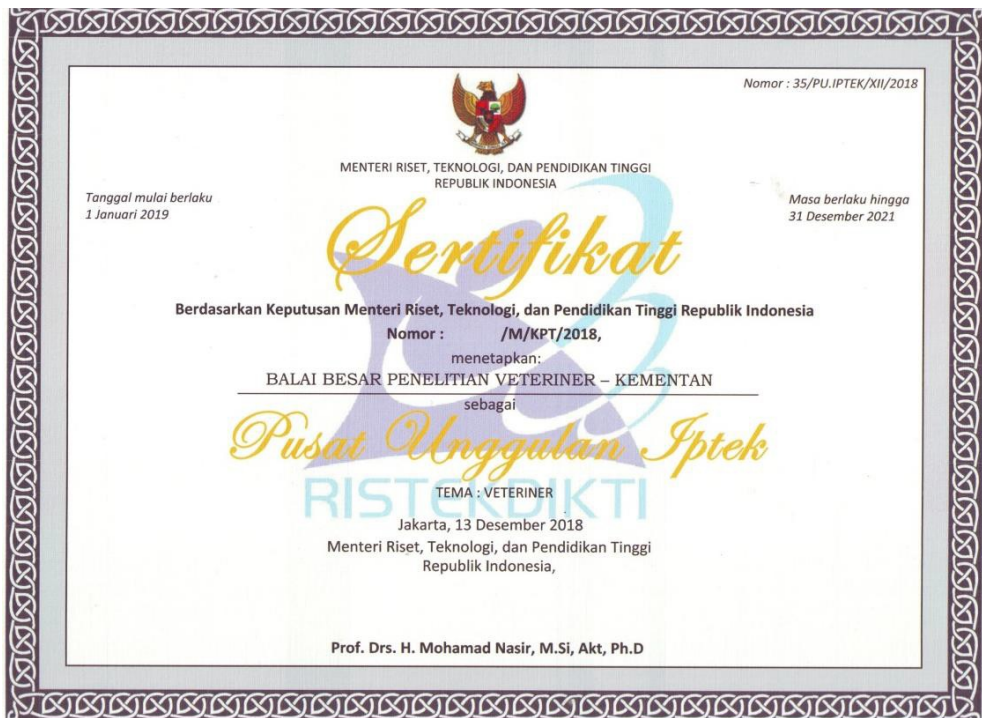 Nomor : 35/PU.IPTEK/XII/2018
MENTERI RISET, TEKNOLOGI, DAN PENDIDIKAN TINGGI
REPUBLIK INDONESIA
Tanggal mulai berlaku
1 Januari 2019
Masa berlaku hingga
31 Desember 2021
Sertifikat
Berdasarkan Keputusan Menteri Riset, Teknologi, dan Pendidikan Tinggi Republik Indonesia
Nomor : /M/KPT/2018,
menetapkan:
BALAI BESAR PENELITIAN VETERINER – KEMENTAN
sebagai
Pusat Unggulan Iptek
RISTEKDIKTI
TEMA : VETERINER
Jakarta, 13 Desember 2018
Menteri Riset, Teknologi, dan Pendidikan Tinggi
Republik Indonesia,
Prof. Drs. H. Mohamad Nasir, M.Si, Akt, Ph.D